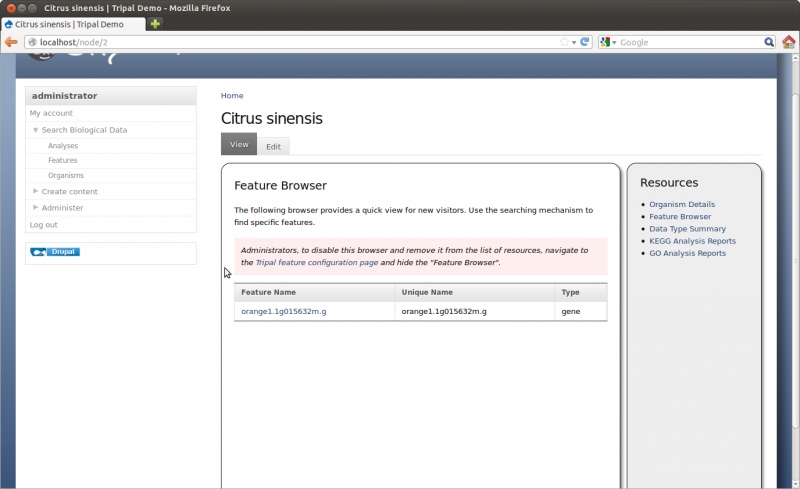 Citrus sinensis | Tripal Demo - Mozilla Firefox
Citrus sinensis | Tripal Demo
localhost/node/2
Google
administrator
My account
Search Biological Data
Analyses
Features
Organisms
Create content
Administer
Log out
Drupal
Home
Citrus sinensis
View
Edit
Feature Browser
The following browser provides a quick view for new visitors. Use the searching mechanism to
find specific features.
Administrators, to disable this browser and remove it from the list of resources, navigate to
the Tripal feature configuration page and hide the "Feature Browser".
Feature Name Unique Name Type
orange1.1g015632m.g orange1.1g015632m.g gene
Resources
Organism Details
Feature Browser
Data Type Summary
KEGG Analysis Reports
GO Analysis Reports